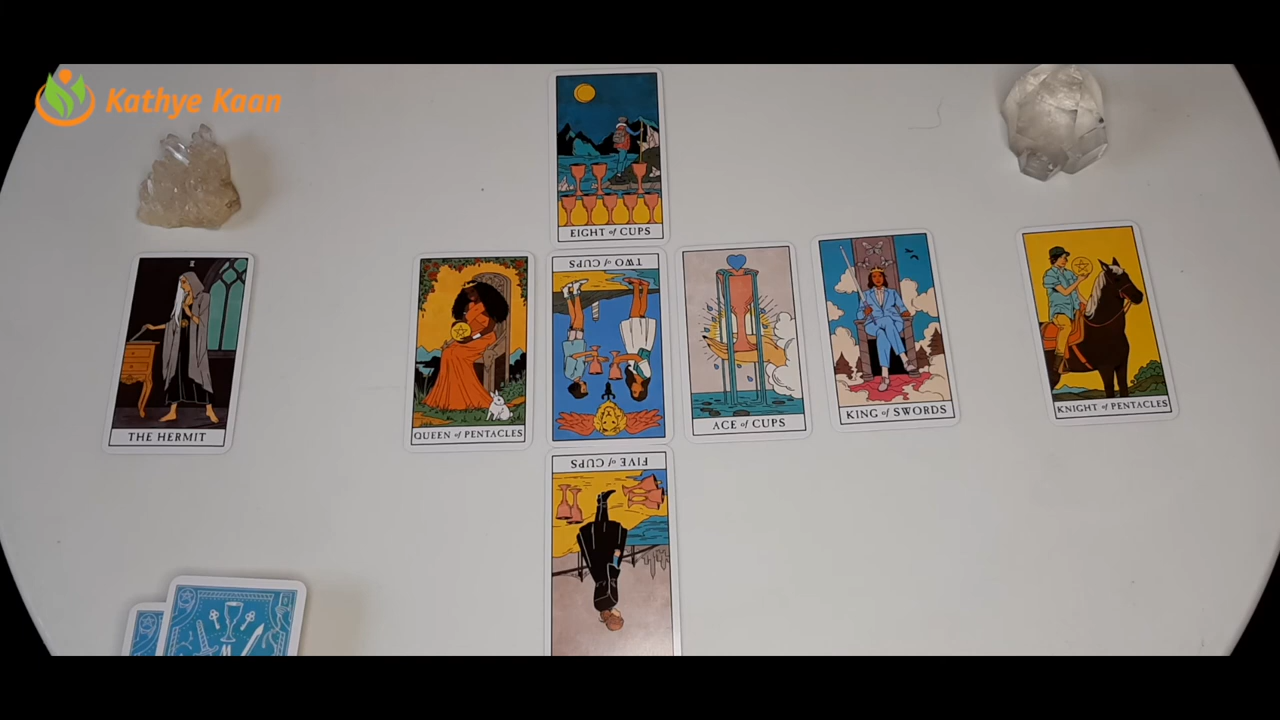 Kathye Kaan
EIGHT of CUPS
THE HERMIT
QUEEN of PENTACLES
TWO of CUPS
ACE of CUPS
KING of SWORDS
KNIGHT of PENTACLES
FIVE of CUPS